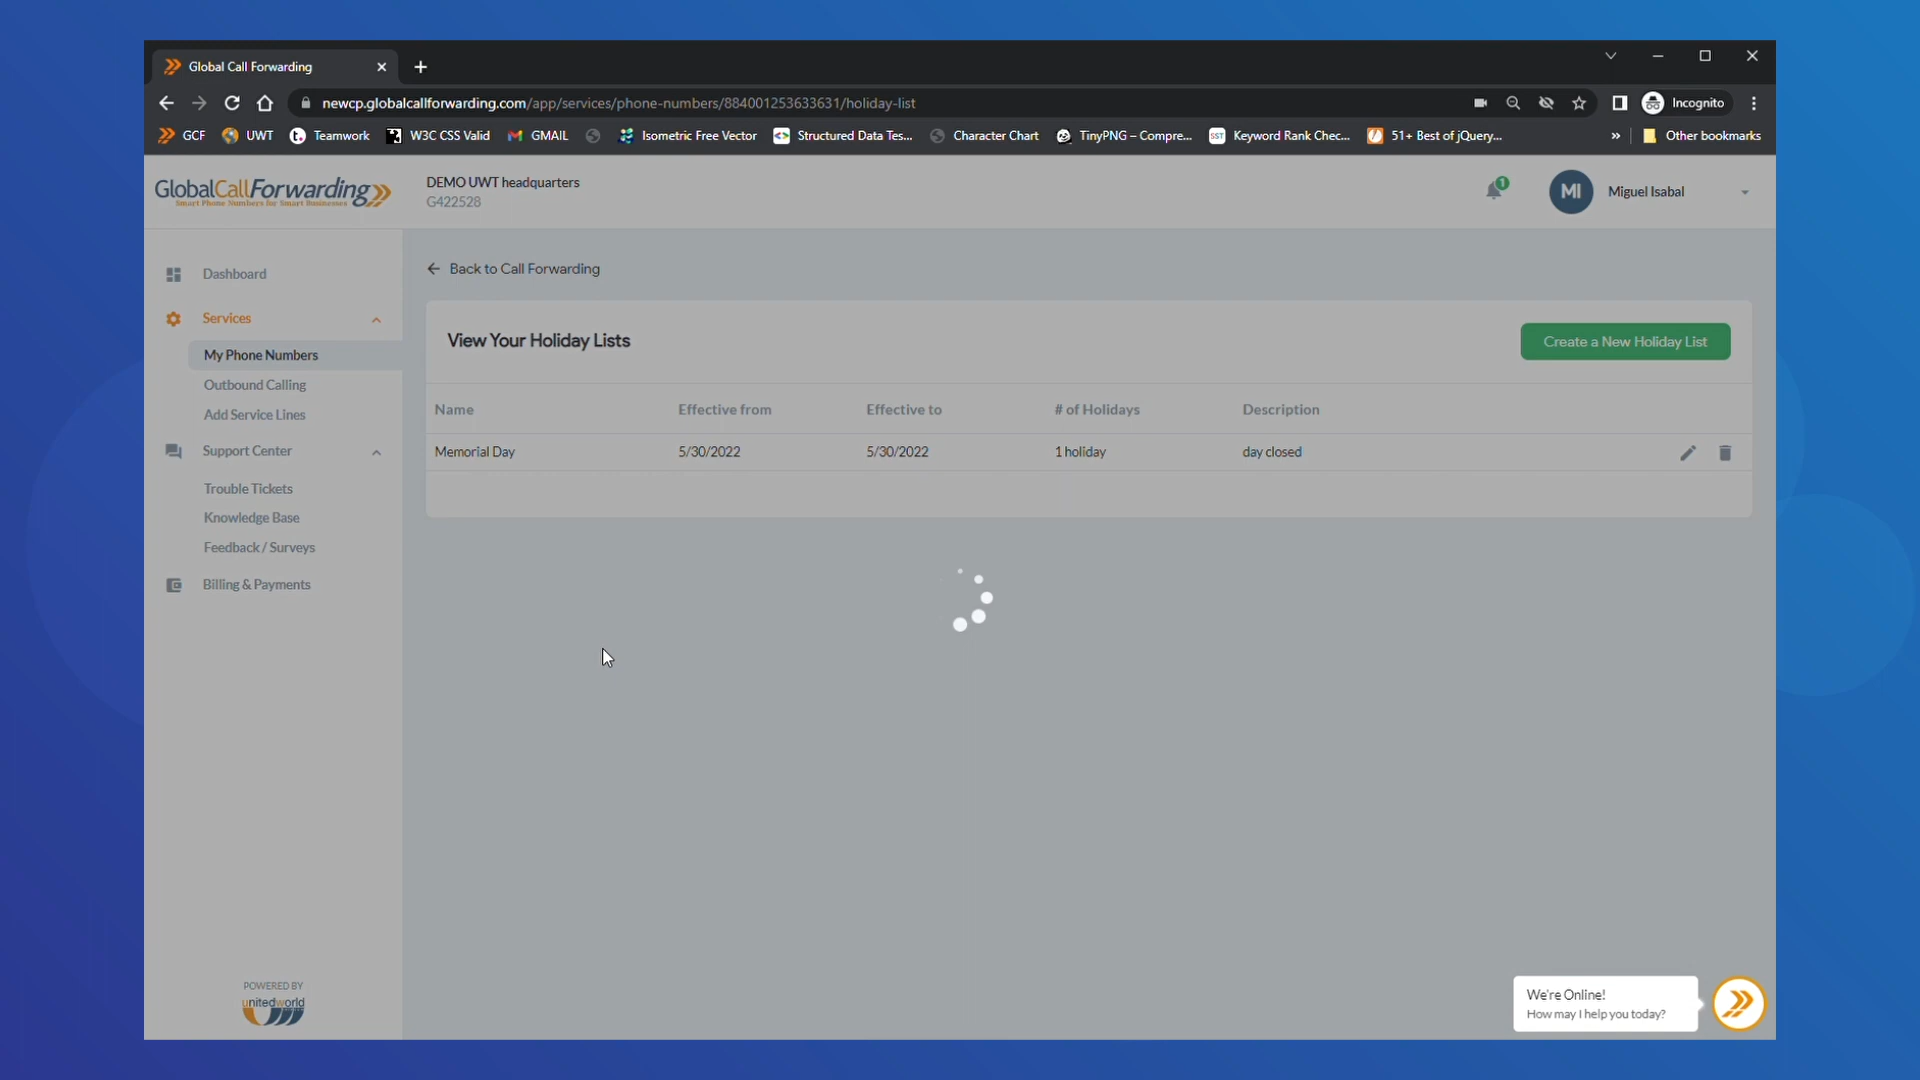 Global Call Forwarding
newcp.globalcallforwarding.com/app/services/phone-numbers/884001253633631/holiday-list
Incognito
GCF
UWT
Teamwork
W3C CSS Valid
GMAIL
Isometric Free Vector
Structured Data Tes...
Character Chart
TinyPNG – Compre...
SST
Keyword Rank Chec...
51+ Best of jQuery...
»
Other bookmarks
GlobalCallForwarding
Smart Phone Numbers for Smart Businesses
DEMO UWT headquarters
G422528
1
MI
Miguel Isabal
Dashboard
Services
My Phone Numbers
Outbound Calling
Add Service Lines
Support Center
Trouble Tickets
Knowledge Base
Feedback / Surveys
Billing & Payments
Back to Call Forwarding
View Your Holiday Lists
Create a New Holiday List
Name Effective from Effective to # of Holidays Description
Memorial Day 5/30/2022 5/30/2022 1 holiday day closed
POWERED BY
unitedworld
We're Online!
How may I help you today?